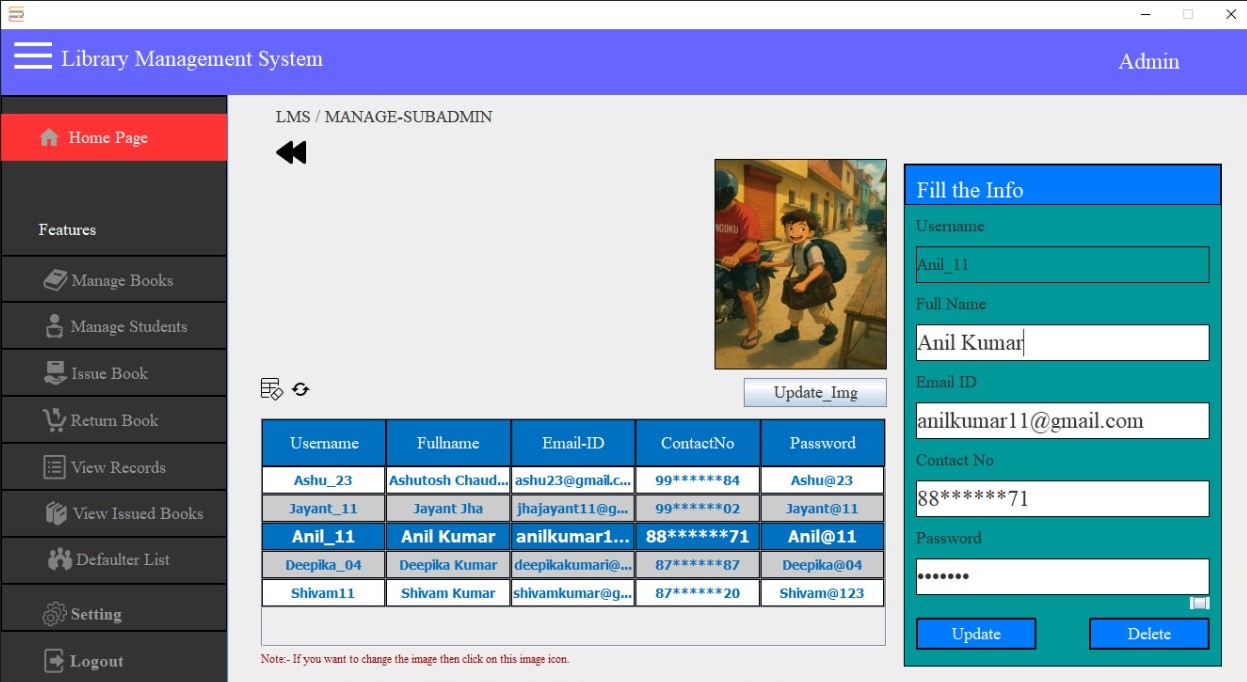 Library Management System
Admin
Home Page
Features
Manage Books
Manage Students
Issue Book
Return Book
View Records
View Issued Books
Defaulter List
Setting
Logout
LMS / MANAGE-SUBADMIN
NGOKU
Update_Img
Username Fullname Email-ID ContactNo Password
Ashu_23 Ashutosh Chaud... ashu23@gmail.c... 99******84 Ashu@23
Jayant_11 Jayant Jha jhajayant11@g... 99******02 Jayant@11
Anil_11 Anil Kumar anilkumar1... 88******71 Anil@11
Deepika_04 Deepika Kumar deepikakumari@... 87******87 Deepika@04
Shivam11 Shivam Kumar shivamkumar@g... 87******20 Shivam@123
Note:- If you want to change the image then click on this image icon.
Fill the Info
Username
Anil_11
Full Name
Anil Kumar
Email ID
anilkumar11@gmail.com
Contact No
88******71
Password
•••••••
Update Delete